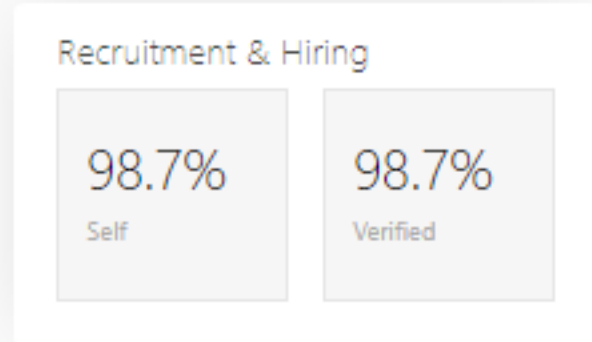 Recruitment & Hiring
98.7%
Self
98.7%
Verified